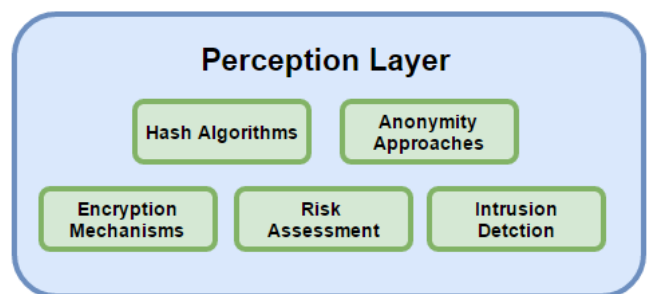 Perception Layer
Hash Algorithms
Anonymity
Approaches
Encryption
Mechanisms
Risk
Assessment
Intrusion
Detction